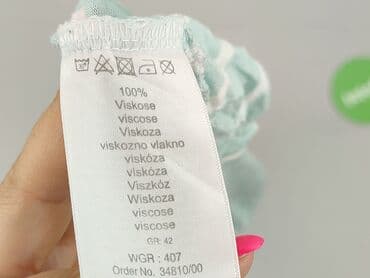 100%
Viskose
viscose
Viscosa
viskozno vlakno
viskóza
viskóza
Viszkóz
Wiskoza
viscose
viscose
GR: 42
WGR : 407
Order No. 34810/00